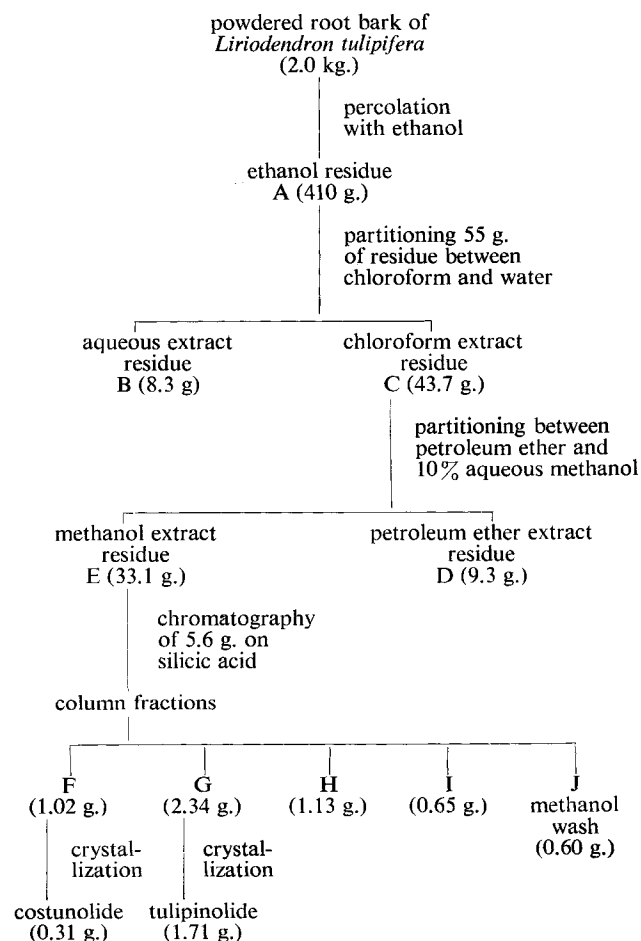 powdered root bark of
Liriodendron tulipifera
(2.0 kg.)
percolation
with ethanol
ethanol residue
A (410 g.)
partitioning 55 g.
of residue between
chloroform and water
aqueous extract
residue
B (8.3 g)
chloroform extract
residue
C (43.7 g.)
partitioning between
petroleum ether and
10% aqueous methanol
methanol extract
residue
E (33.1 g.)
petroleum ether extract
residue
D (9.3 g.)
chromatography
of 5.6 g. on
silicic acid
column fractions
F
(1.02 g.)
G
(2.34 g.)
H
(1.13 g.)
I
(0.65 g.)
J
methanol
wash
(0.60 g.)
crystal-
lization
crystal-
lization
costunolide
(0.31 g.)
tulipinolide
(1.71 g.)